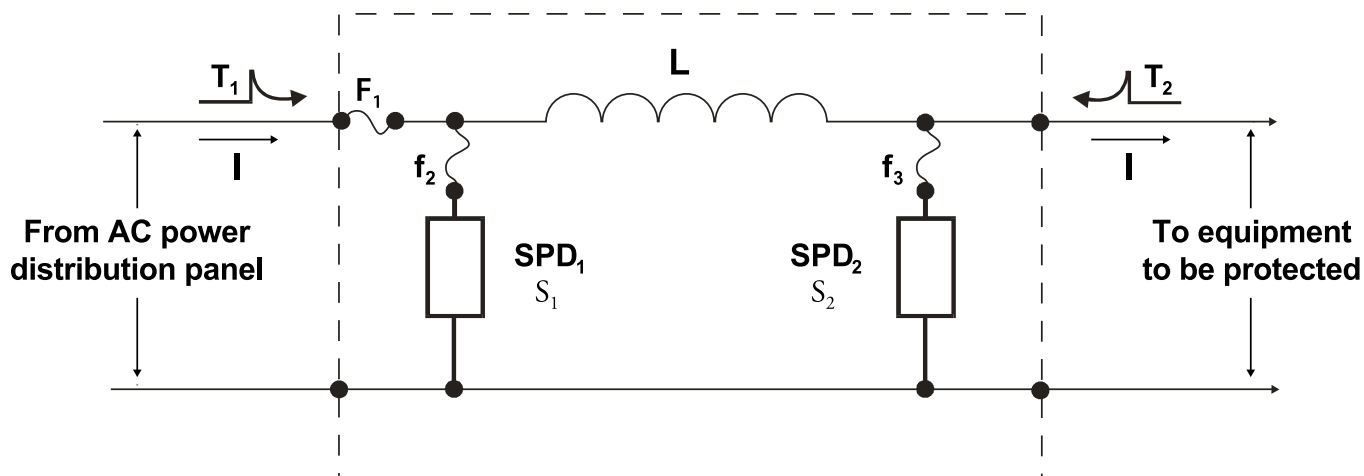 L
T₁
F₁
T₂
I
I
f₂
f₃
From AC power
distribution panel
SPD₁
S₁
SPD₂
S₂
To equipment
to be protected